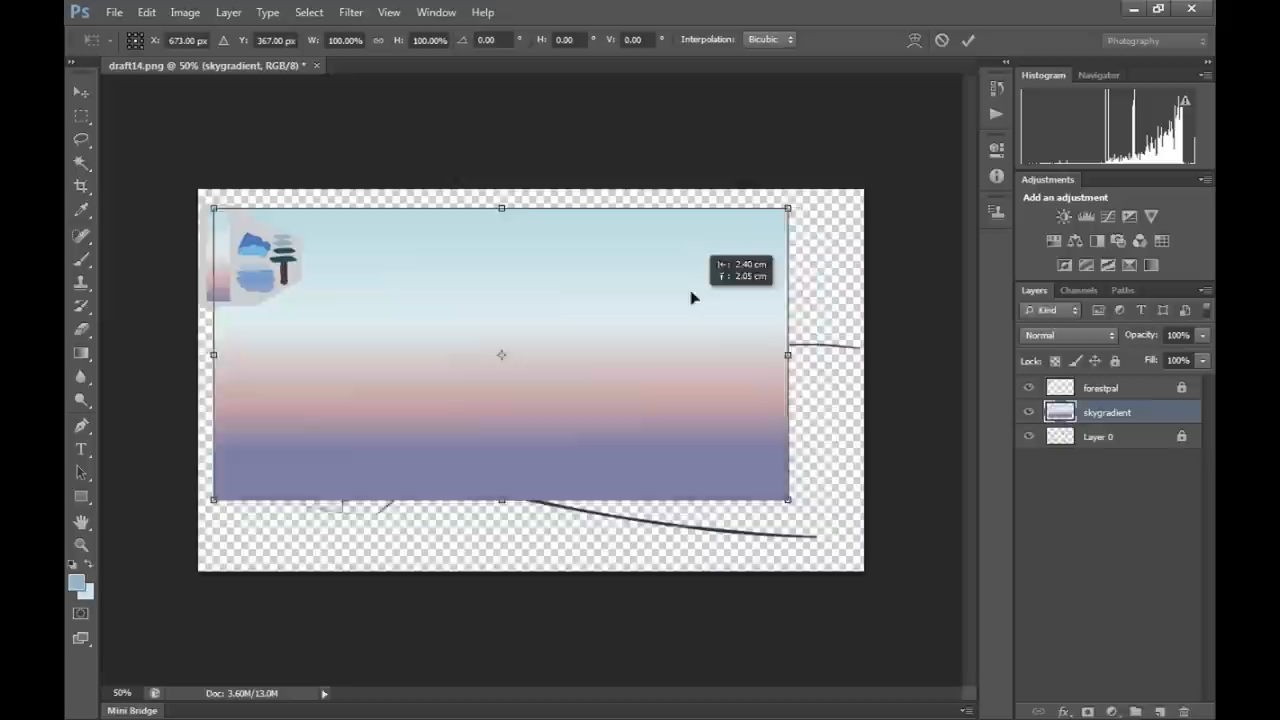 Ps File Edit Image Layer Type Select Filter View Window Help
X: 673.00 px Y: 367.00 px W: 100.00% H: 100.00% 0.00 ° H: 0.00 ° V: 0.00 ° Interpolation: Bicubic Photography
draft14.png @ 50% (skygradient, RGB/8) * ×
Histogram Navigator
Adjustments
Add an adjustment
2.40 cm
2.05 cm
Layers Channels Paths
Kind T
Normal Opacity: 100%
Lock: Fill: 100%
forestpal
skygradient
Layer 0
50% Doc: 3.60M/13.0M
Mini Bridge
fx